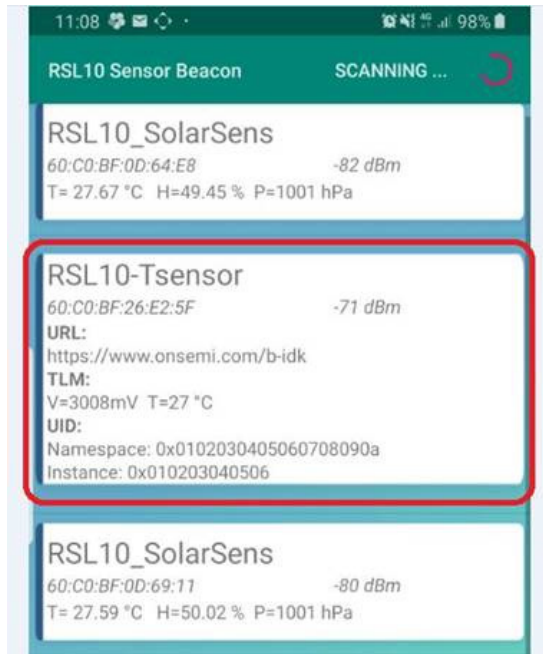 11:08
98%
RSL10 Sensor Beacon SCANNING ...
RSL10_SolarSens
60:C0:BF:0D:64:E8 -82 dBm
T= 27.67 °C H=49.45 % P=1001 hPa
RSL10-Tsensor
60:C0:BF:26:E2:5F -71 dBm
URL:
https://www.onsemi.com/b-idk
TLM:
V=3008mV T=27 °C
UID:
Namespace: 0x0102030405060708090a
Instance: 0x010203040506
RSL10_SolarSens
60:C0:BF:0D:69:11 -80 dBm
T= 27.59 °C H=50.02 % P=1001 hPa